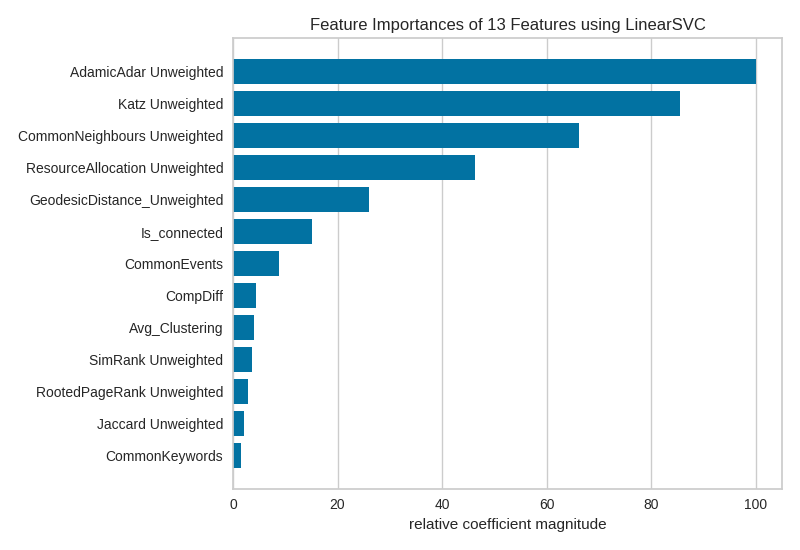 Feature Importances of 13 Features using LinearSVC
AdamicAdar Unweighted
Katz Unweighted
CommonNeighbours Unweighted
ResourceAllocation Unweighted
GeodesicDistance_Unweighted
Is_connected
CommonEvents
CompDiff
Avg_Clustering
SimRank Unweighted
RootedPageRank Unweighted
Jaccard Unweighted
CommonKeywords
0 20 40 60 80 100
relative coefficient magnitude